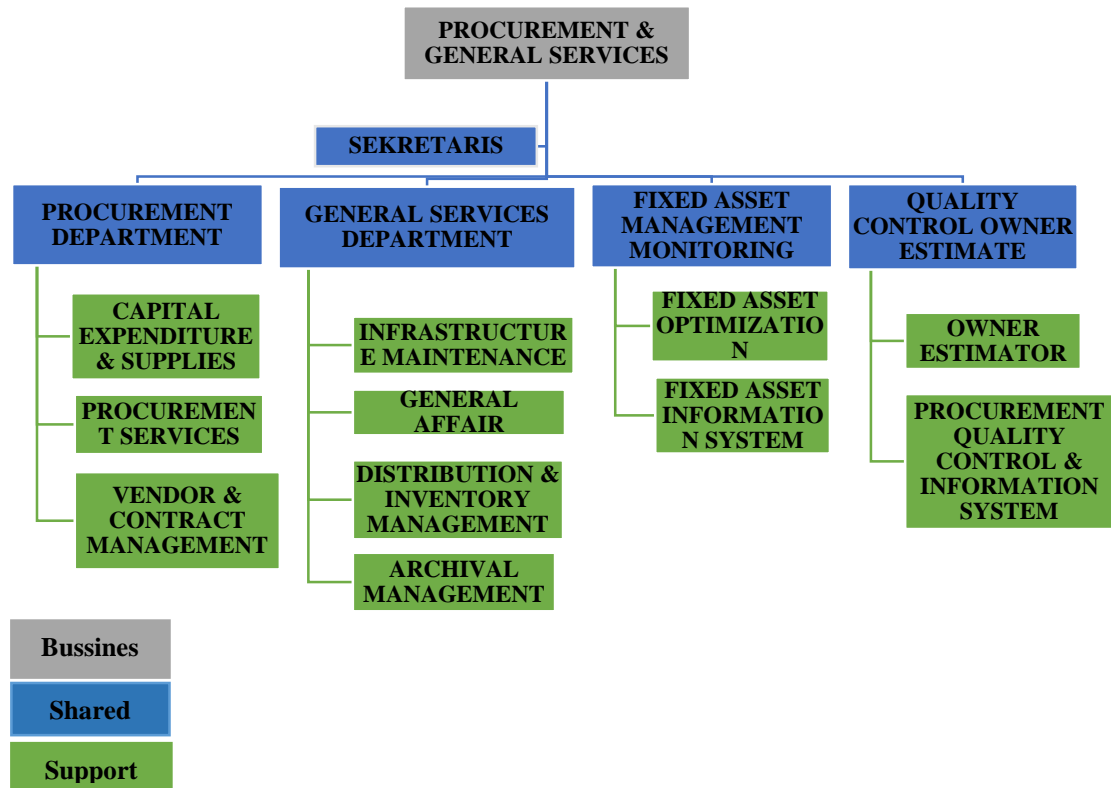 PROCUREMENT &
GENERAL SERVICES
SEKRETARIS
PROCUREMENT
DEPARTMENT
GENERAL SERVICES
DEPARTMENT
FIXED ASSET
MANAGEMENT
MONITORING
QUALITY
CONTROL OWNER
ESTIMATE
CAPITAL
EXPENDITURE
& SUPPLIES
PROCUREMEN
T SERVICES
VENDOR &
CONTRACT
MANAGEMENT
INFRASTRUCTUR
E MAINTENANCE
GENERAL
AFFAIR
DISTRIBUTION &
INVENTORY
MANAGEMENT
ARCHIVAL
MANAGEMENT
FIXED ASSET
OPTIMIZATIO
N
FIXED ASSET
INFORMATIO
N SYSTEM
OWNER
ESTIMATOR
PROCUREMENT
QUALITY
CONTROL &
INFORMATION
SYSTEM
Bussines
Shared
Support